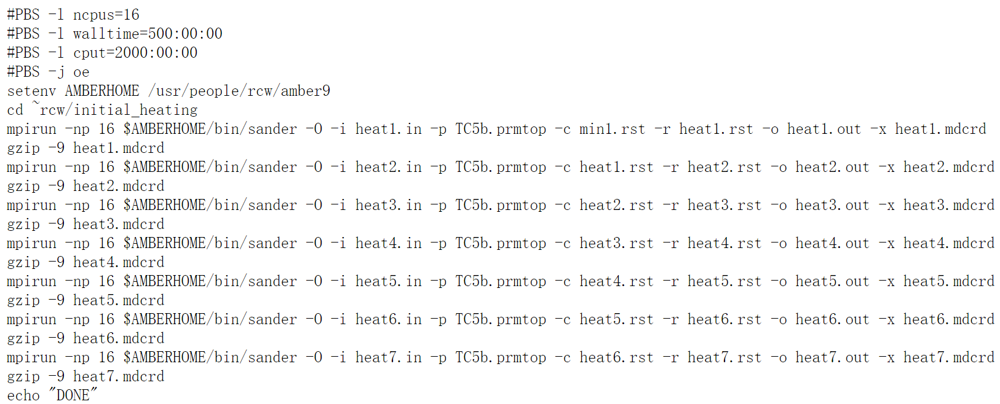 #PBS -l ncpus=16
#PBS -l walltime=500:00:00
#PBS -l cput=2000:00:00
#PBS -j oe
setenv AMBERHOME /usr/people/rcw/amber9
cd ~rcw/initial_heating
mpirun -np 16 $AMBERHOME/bin/sander -O -i heat1.in -p TC5b.prmtop -c min1.rst -r heat1.rst -o heat1.out -x heat1.mdcrd
gzip -9 heat1.mdcrd
mpirun -np 16 $AMBERHOME/bin/sander -O -i heat2.in -p TC5b.prmtop -c heat1.rst -r heat2.rst -o heat2.out -x heat2.mdcrd
gzip -9 heat2.mdcrd
mpirun -np 16 $AMBERHOME/bin/sander -O -i heat3.in -p TC5b.prmtop -c heat2.rst -r heat3.rst -o heat3.out -x heat3.mdcrd
gzip -9 heat3.mdcrd
mpirun -np 16 $AMBERHOME/bin/sander -O -i heat4.in -p TC5b.prmtop -c heat3.rst -r heat4.rst -o heat4.out -x heat4.mdcrd
gzip -9 heat4.mdcrd
mpirun -np 16 $AMBERHOME/bin/sander -O -i heat5.in -p TC5b.prmtop -c heat4.rst -r heat5.rst -o heat5.out -x heat5.mdcrd
gzip -9 heat5.mdcrd
mpirun -np 16 $AMBERHOME/bin/sander -O -i heat6.in -p TC5b.prmtop -c heat5.rst -r heat6.rst -o heat6.out -x heat6.mdcrd
gzip -9 heat6.mdcrd
mpirun -np 16 $AMBERHOME/bin/sander -O -i heat7.in -p TC5b.prmtop -c heat6.rst -r heat7.rst -o heat7.out -x heat7.mdcrd
gzip -9 heat7.mdcrd
echo "DONE"